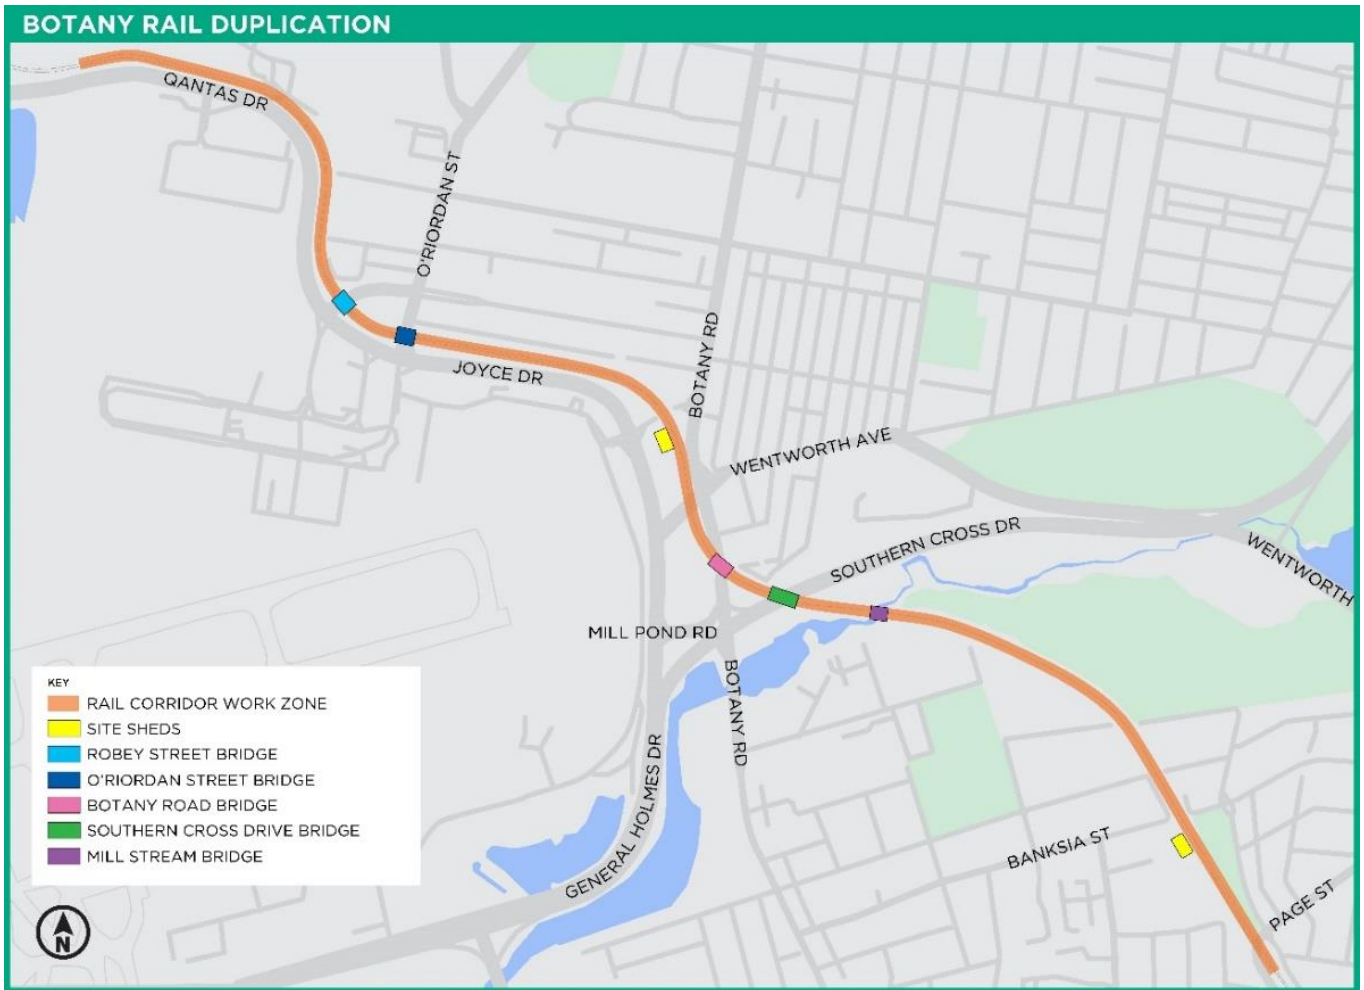 BOTANY RAIL DUPLICATION
QANTAS DR
O'RIORDAN ST
JOYCE DR
BOTANY RD
WENTWORTH AVE
SOUTHERN CROSS DR
WENTWORTH
MILL POND RD
BOTANY RD
GENERAL HOLMES DR
BANKSIA ST
PAGE ST
KEY
RAIL CORRIDOR WORK ZONE
SITE SHEDS
ROBEY STREET BRIDGE
O'RIORDAN STREET BRIDGE
BOTANY ROAD BRIDGE
SOUTHERN CROSS DRIVE BRIDGE
MILL STREAM BRIDGE
N